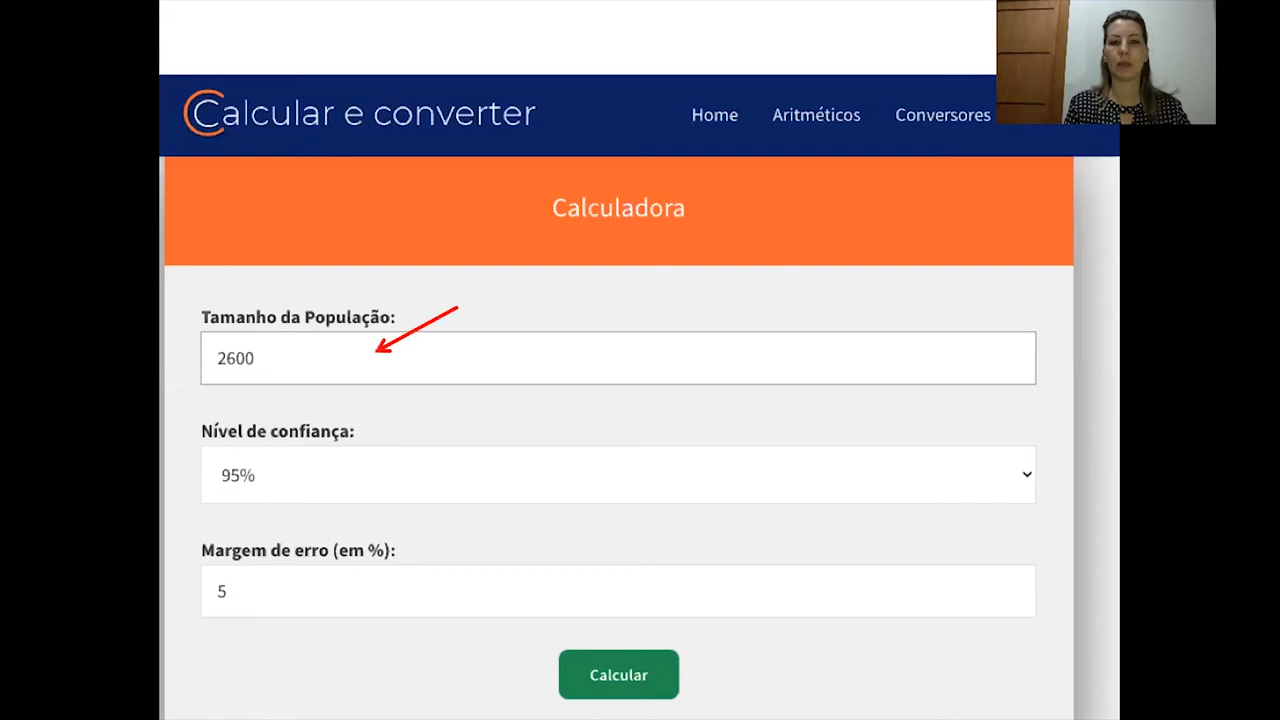 Calcular e converter
Home Aritméticos Conversores
Calculadora
Tamanho da População:
2600
Nível de confiança:
95%
Margem de erro (em %):
5
Calcular